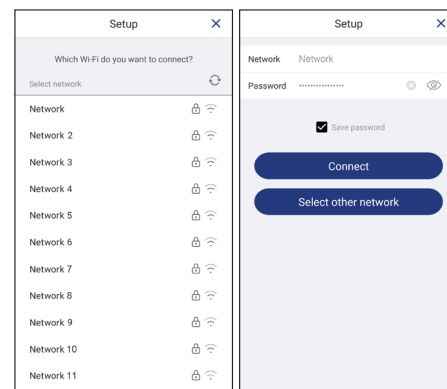 Setup
Which Wi-Fi do you want to connect?
Select network
Network
Network 2
Network 3
Network 4
Network 5
Network 6
Network 7
Network 8
Network 9
Network 10
Network 11
Setup
Network Network
Password ················
Save password
Connect
Select other network